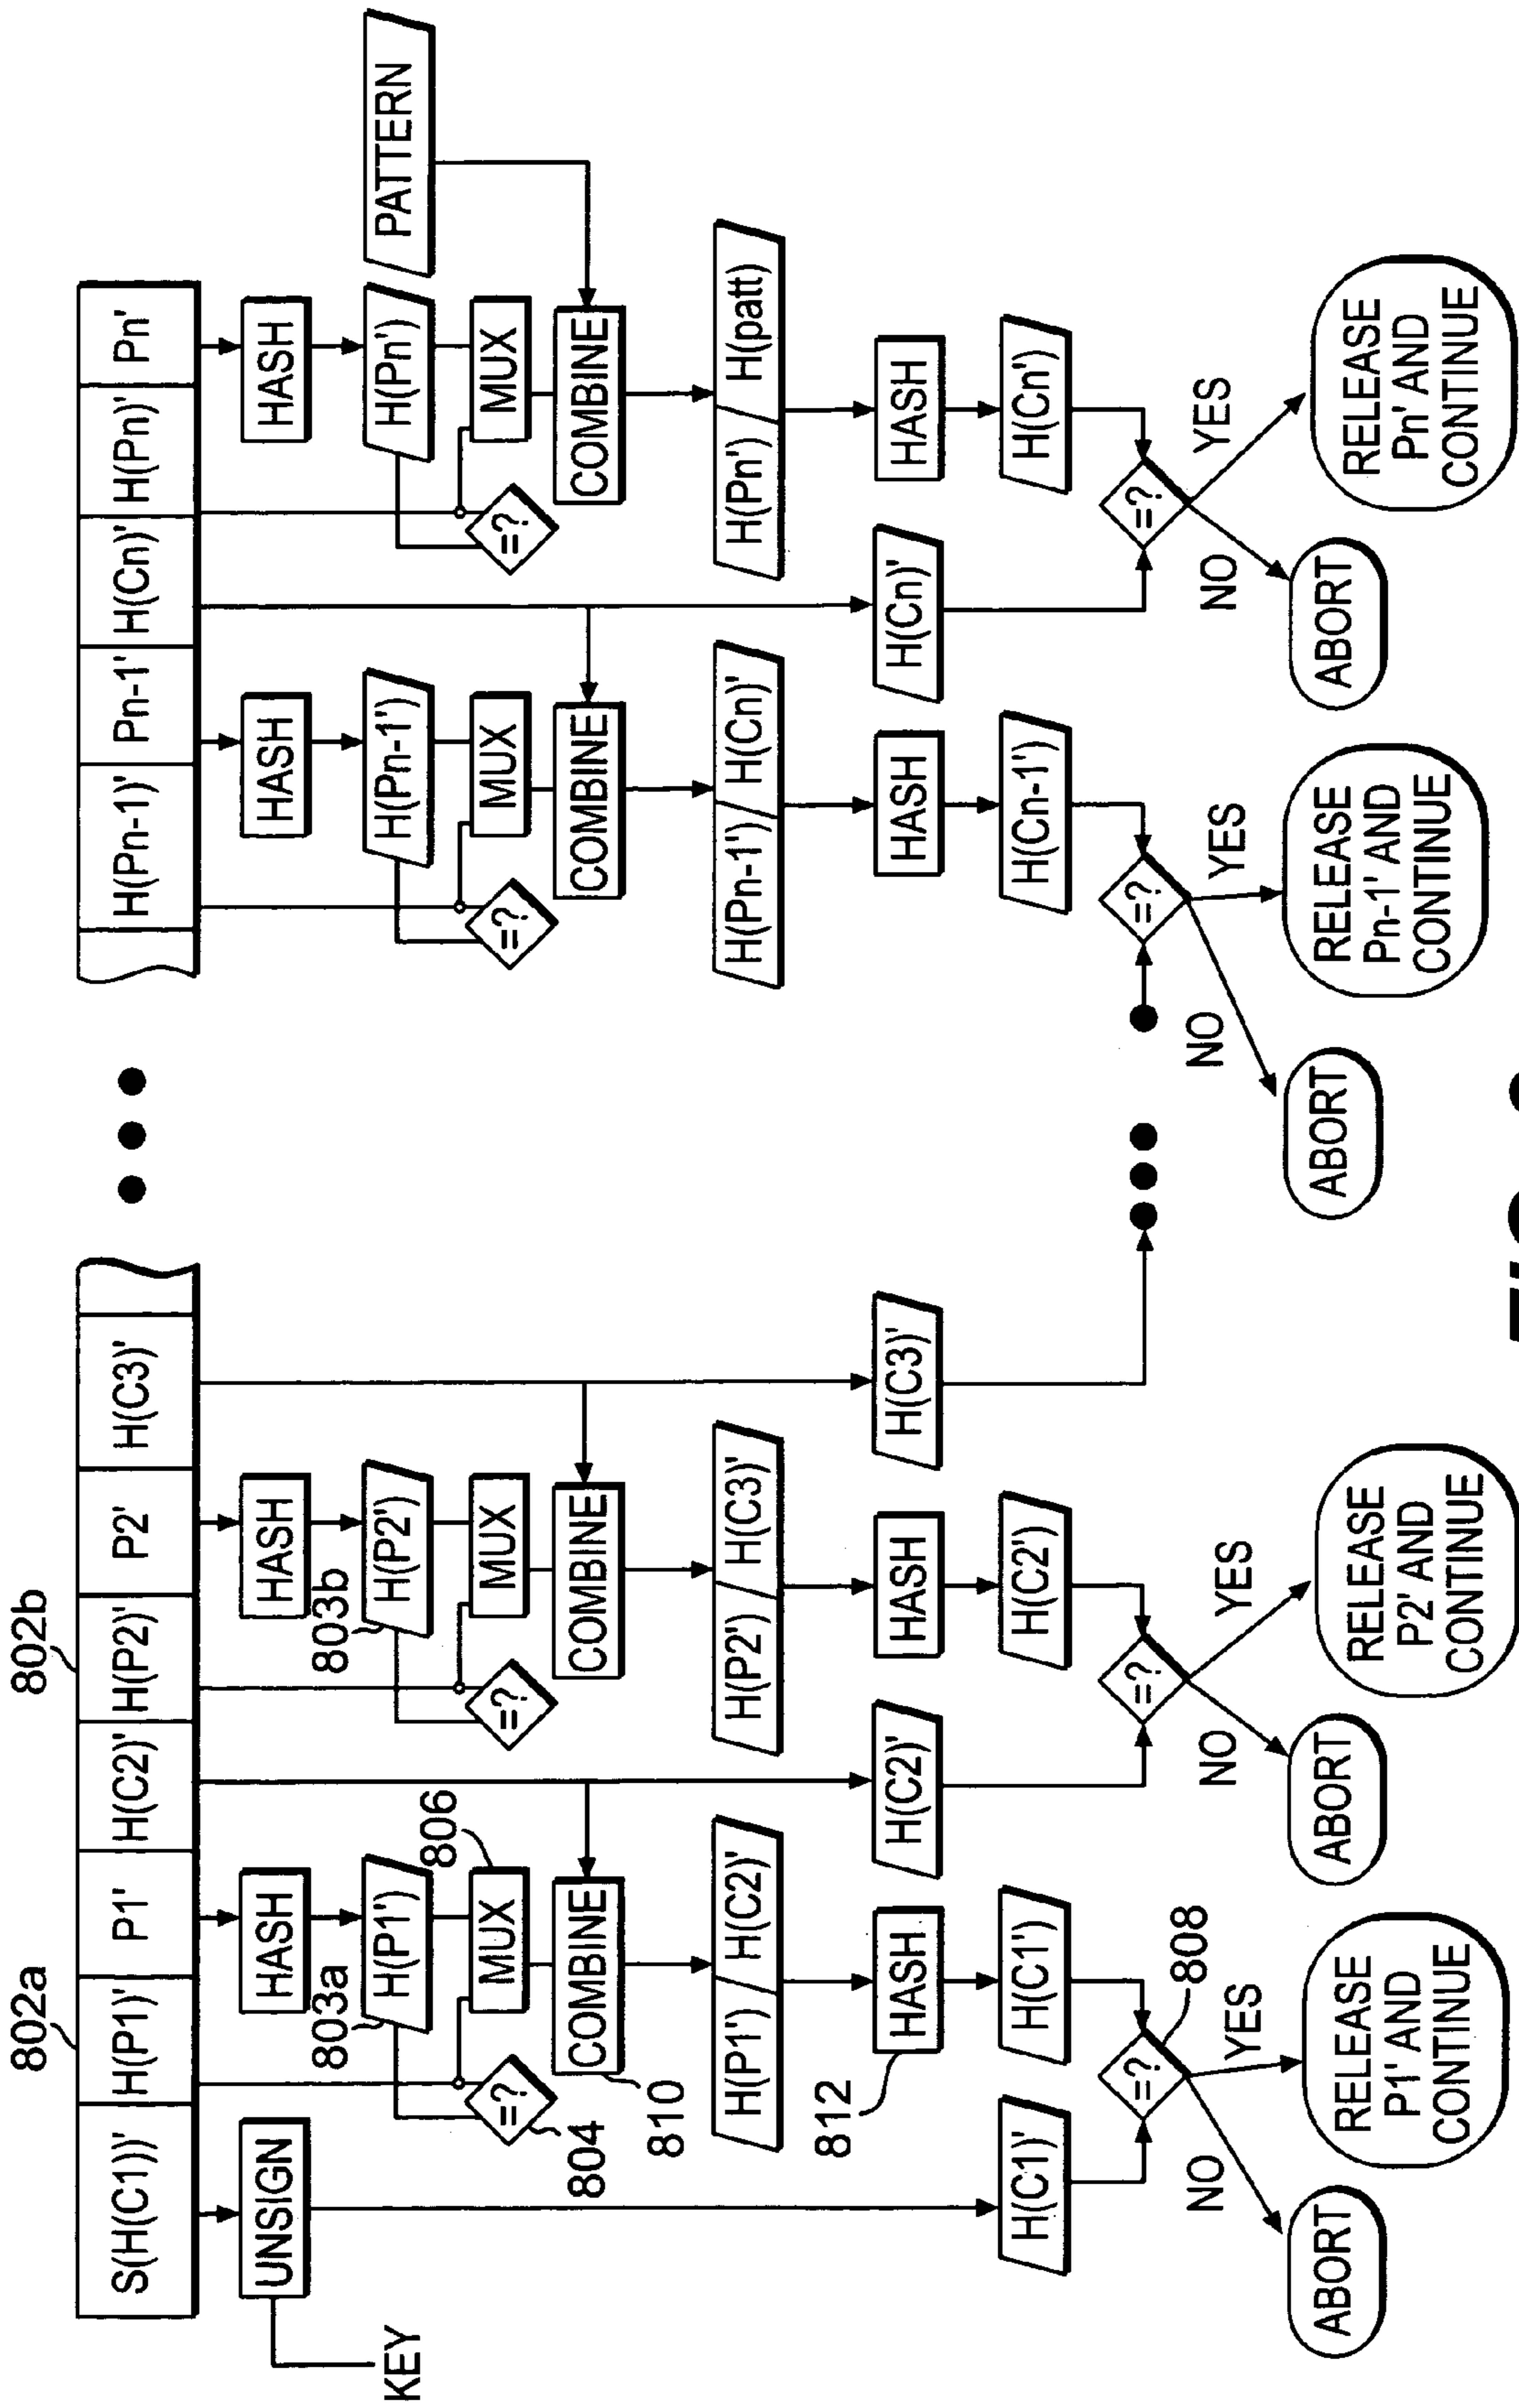 802a
802b
S(H(C1))'
H(P1)'
P1'
H(C2)'
H(P2)'
P2'
H(C3)'
H(Pn-1)'
Pn-1'
H(Cn)'
H(Pn)'
Pn'
KEY
UNSIGN
HASH
HASH
HASH
HASH
803a
H(P1')
803b
H(P2')
H(Pn-1')
H(Pn')
PATTERN
804
=?
MUX
806
=?
MUX
=?
MUX
=?
MUX
810
COMBINE
COMBINE
COMBINE
COMBINE
H(P1')
H(C2)'
H(P2')
H(C3)'
H(Pn-1')
H(Cn)'
H(Pn')
H(patt)
812
HASH
H(C2)'
HASH
H(C3)'
HASH
H(Cn)'
HASH
H(C1)'
H(C1')
H(C2')
H(Cn-1')
H(Cn')
=?
808
=?
=?
=?
NO
YES
NO
YES
NO
YES
NO
YES
ABORT
RELEASE
P1' AND
CONTINUE
ABORT
RELEASE
P2' AND
CONTINUE
ABORT
RELEASE
Pn-1' AND
CONTINUE
ABORT
RELEASE
Pn' AND
CONTINUE